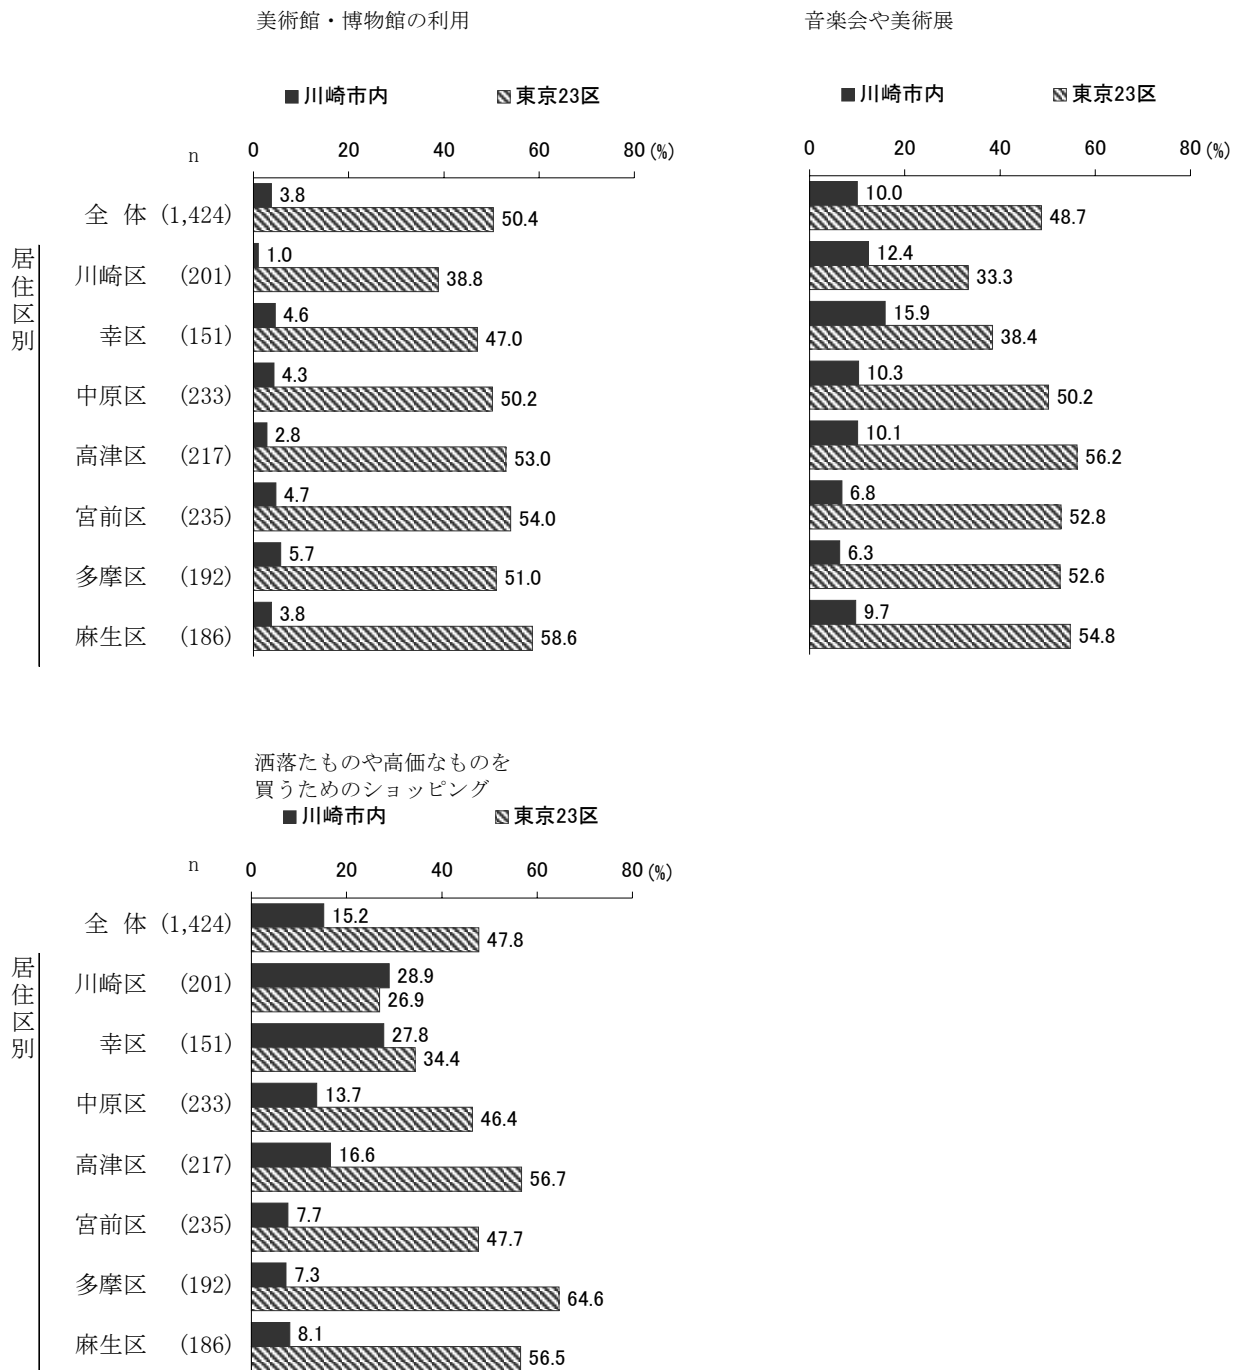 美術館・博物館の利用
■川崎市内 東京23区
n 0 20 40 60 80 (%)
全 体 (1,424) 3.8 50.4
居住区別
川崎区 (201) 1.0 38.8
幸区 (151) 4.6 47.0
中原区 (233) 4.3 50.2
高津区 (217) 2.8 53.0
宮前区 (235) 4.7 54.0
多摩区 (192) 5.7 51.0
麻生区 (186) 3.8 58.6
音楽会や美術展
■川崎市内 東京23区
0 20 40 60 80 (%)
10.0 48.7
12.4 33.3
15.9 38.4
10.3 50.2
10.1 56.2
6.8 52.8
6.3 52.6
9.7 54.8
洒落たものや高価なものを
買うためのショッピング
■川崎市内 東京23区
n 0 20 40 60 80 (%)
全 体 (1,424) 15.2 47.8
居住区別
川崎区 (201) 28.9 26.9
幸区 (151) 27.8 34.4
中原区 (233) 13.7 46.4
高津区 (217) 16.6 56.7
宮前区 (235) 7.7 47.7
多摩区 (192) 7.3 64.6
麻生区 (186) 8.1 56.5